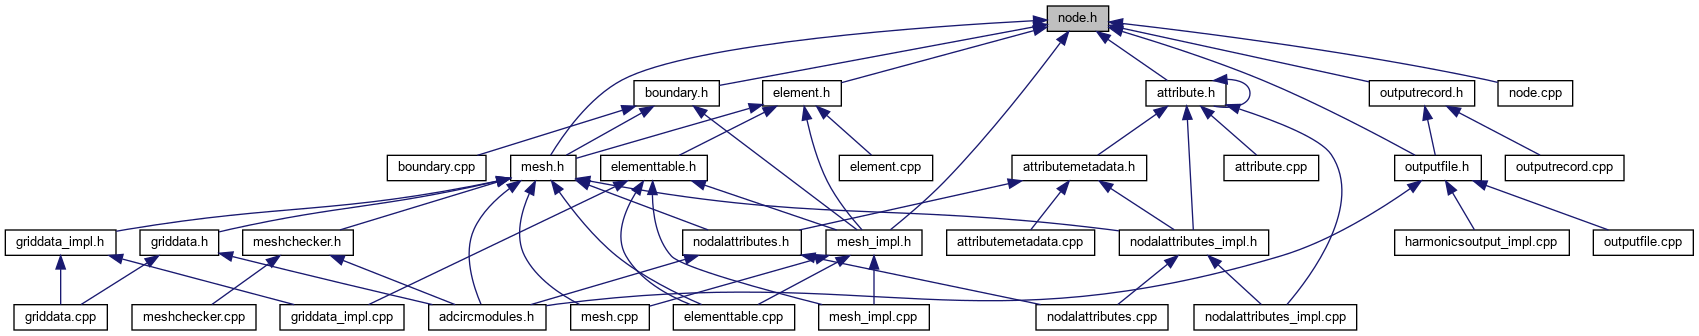 node.h
boundary.h
element.h
attribute.h
outputrecord.h
node.cpp
boundary.cpp
mesh.h
elementtable.h
element.cpp
attributemetadata.h
attribute.cpp
outputfile.h
outputrecord.cpp
griddata_impl.h
griddata.h
meshchecker.h
nodalattributes.h
mesh_impl.h
attributemetadata.cpp
nodalattributes_impl.h
harmonicsoutput_impl.cpp
outputfile.cpp
griddata.cpp
meshchecker.cpp
griddata_impl.cpp
adcircmodules.h
mesh.cpp
elementtable.cpp
mesh_impl.cpp
nodalattributes.cpp
nodalattributes_impl.cpp